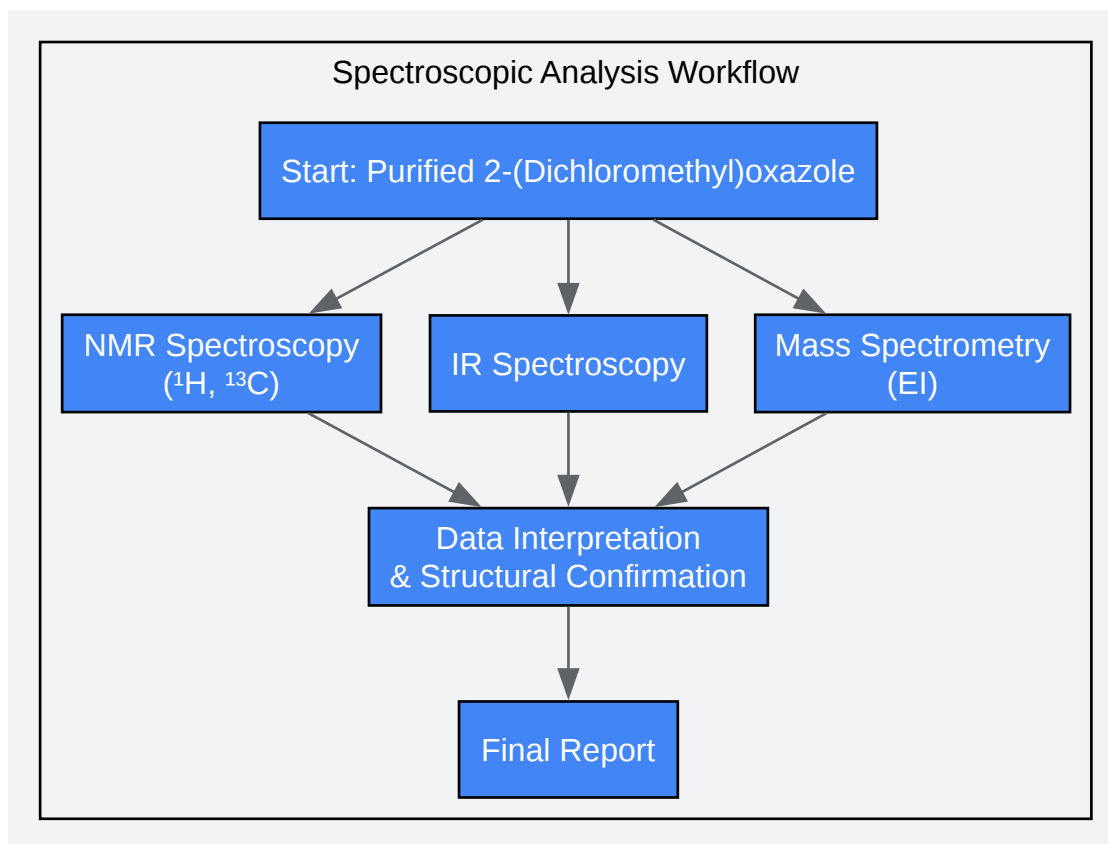 Spectroscopic Analysis Workflow
Start: Purified 2-(Dichloromethyl)oxazole
NMR Spectroscopy
(¹H, ¹³C)
IR Spectroscopy
Mass Spectrometry
(EI)
Data Interpretation
& Structural Confirmation
Final Report